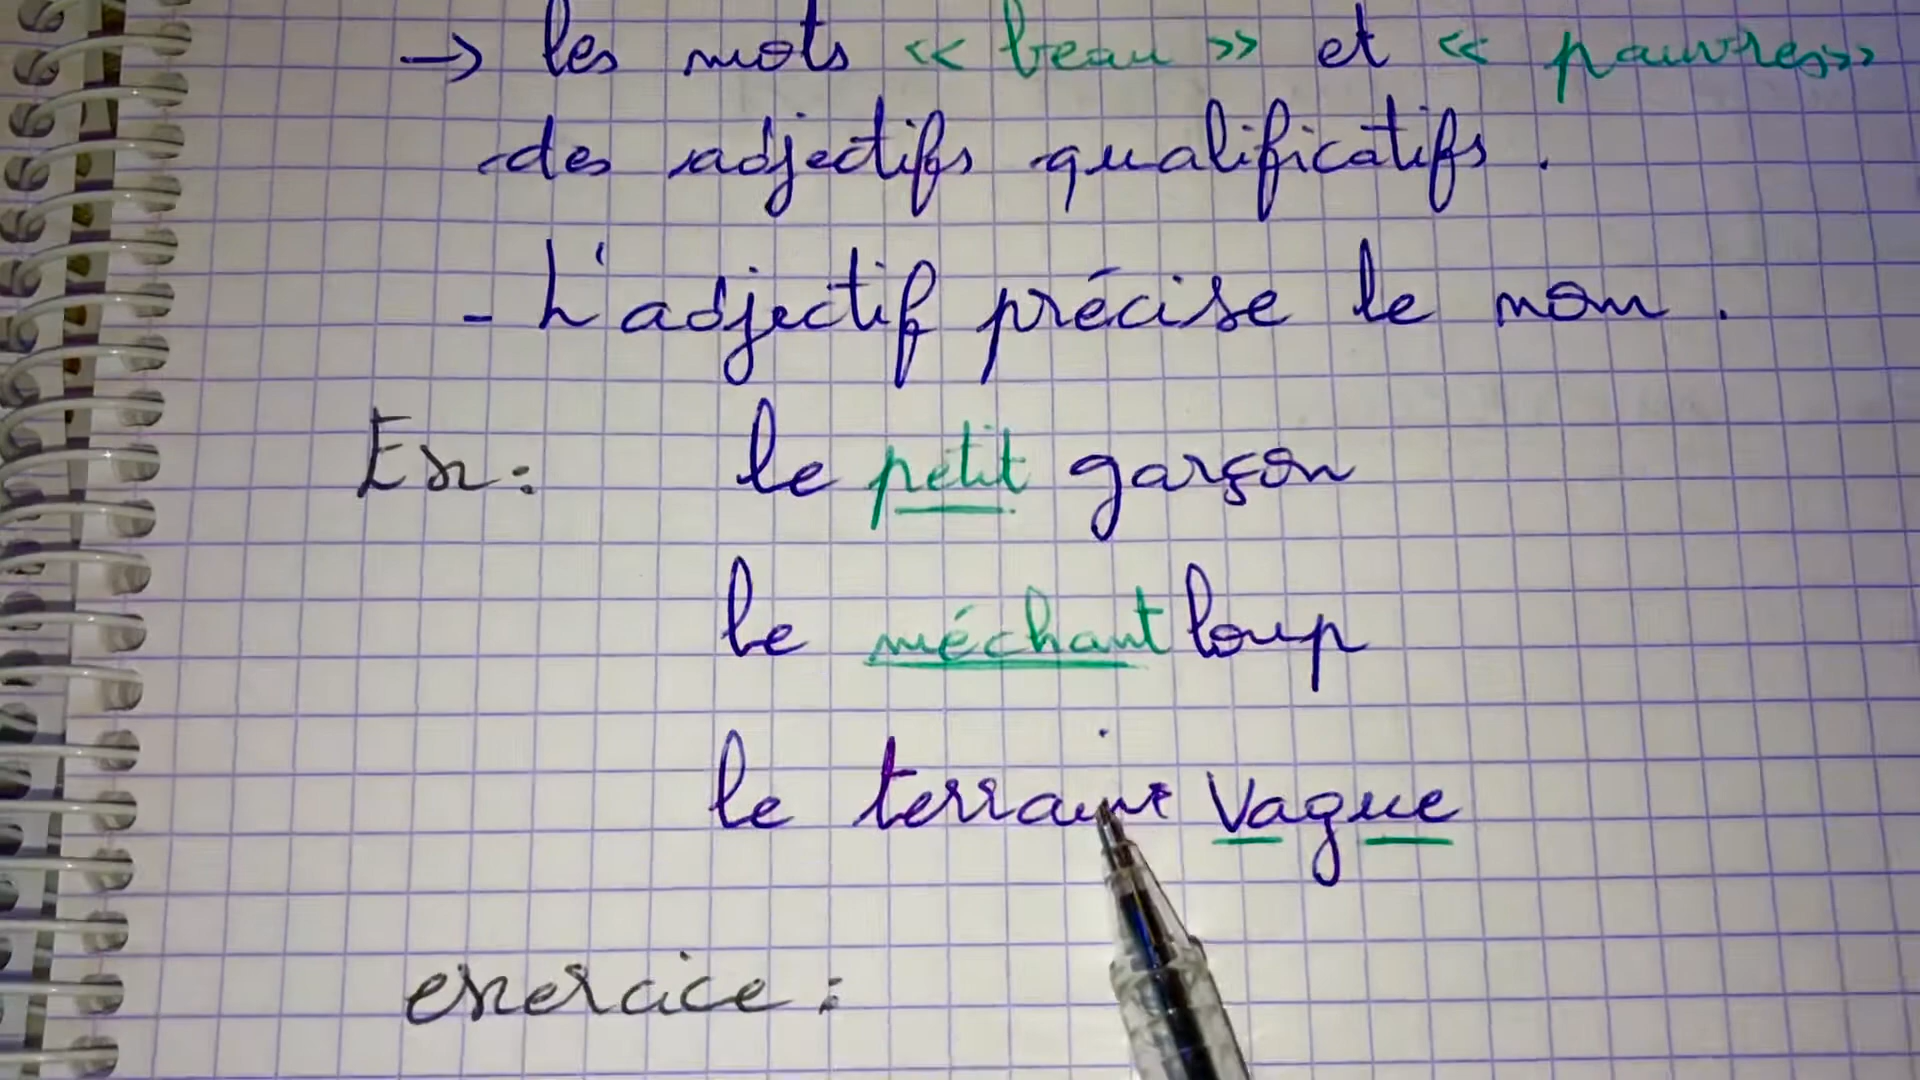 → les mots « beau » et « pauvres»
des adjectifs qualificatifs .
- L'adjectif précise le nom .
Ex : le petit garçon
le méchant loup
le terrain vague
exercice :